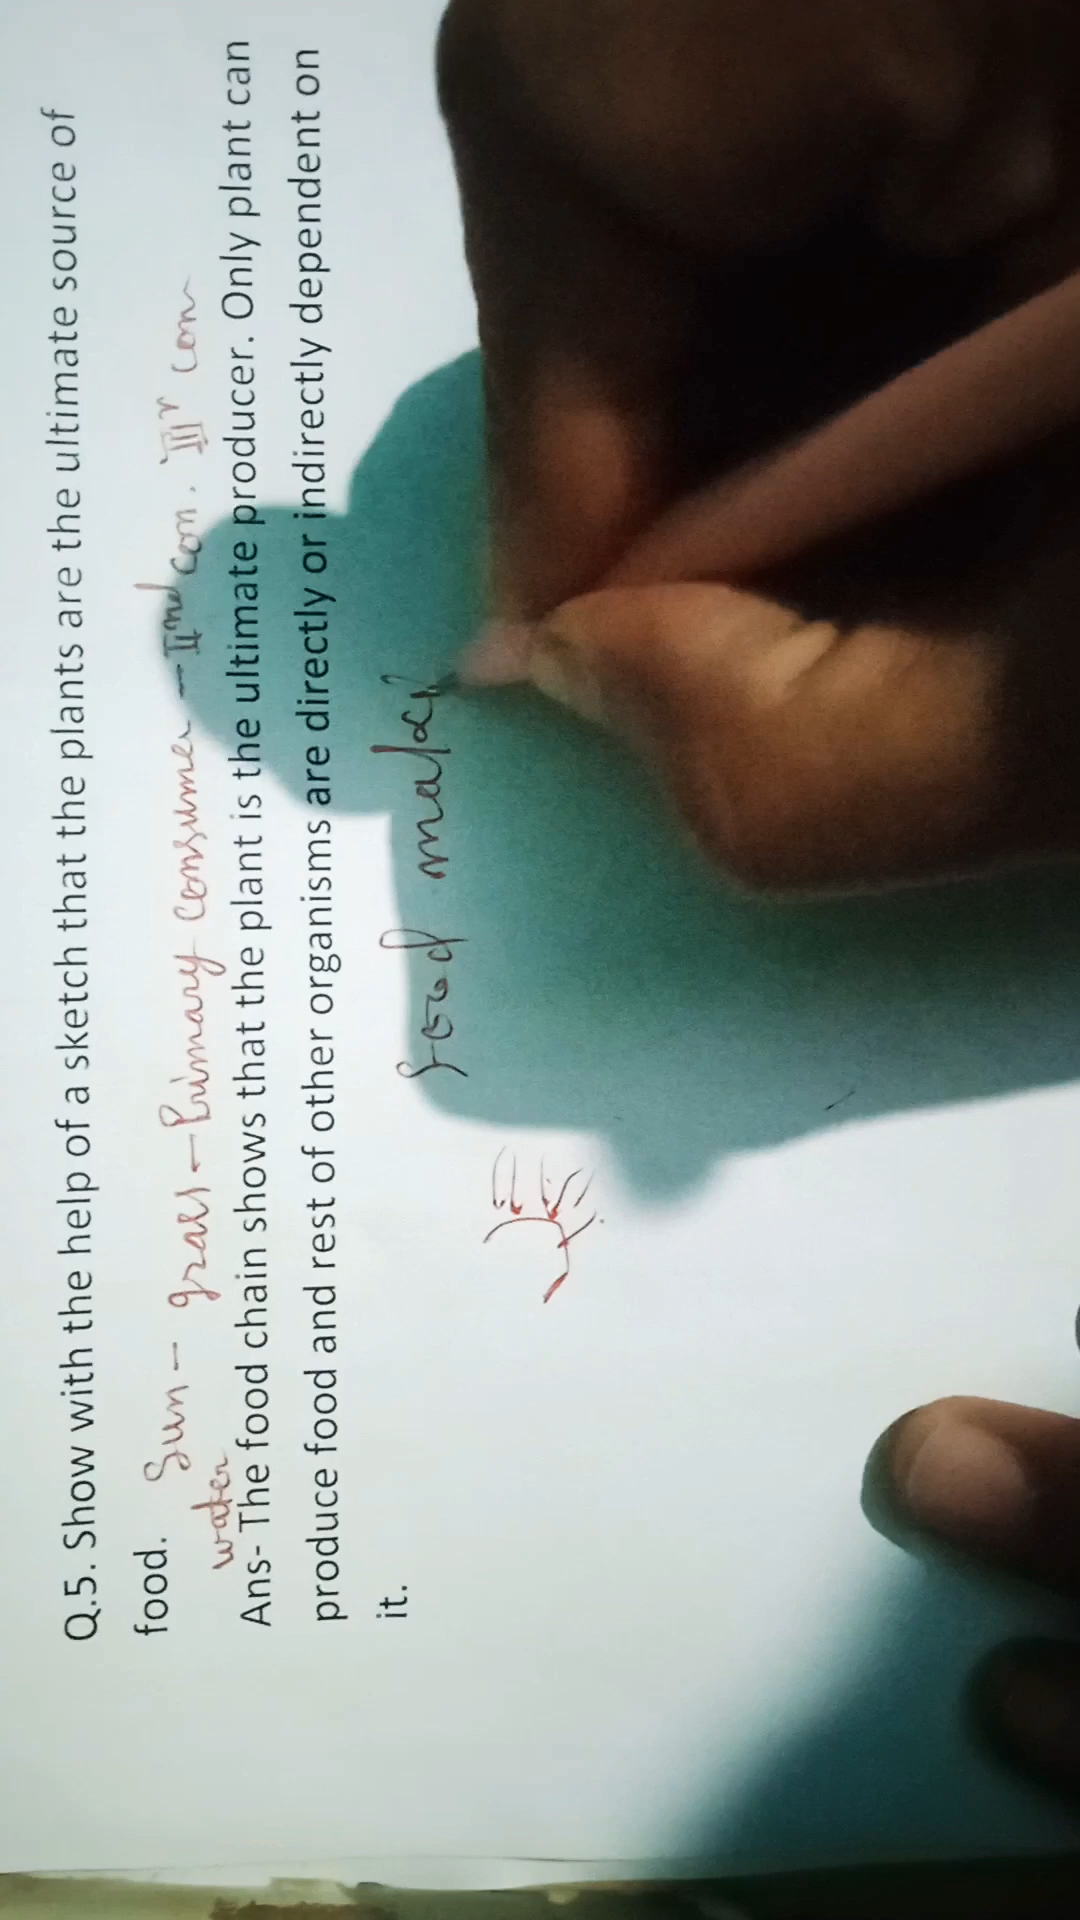 Q.5. Show with the help of a sketch that the plants are the ultimate source of
food.
Sun - grass - Primary consumer - IInd con. IIIr con
water
Ans- The food chain shows that the plant is the ultimate producer. Only plant can
produce food and rest of other organisms are directly or indirectly dependent on
it.
food